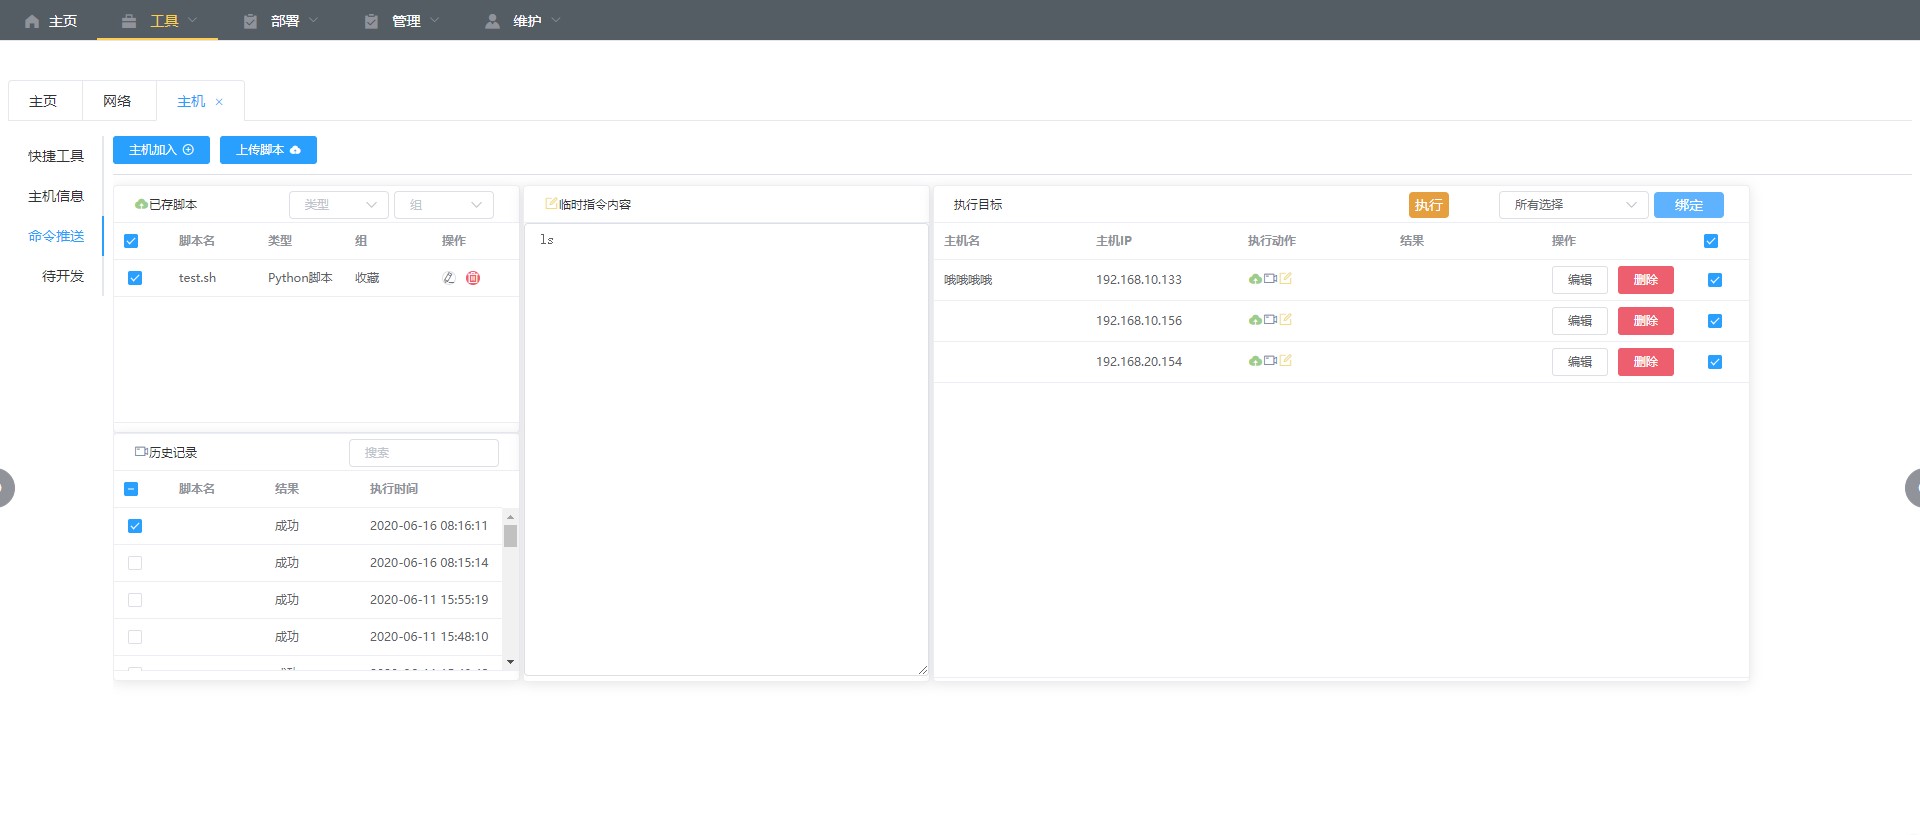 主页 工具 部署 管理 维护
主页 网络 主机
快捷工具
主机信息
命令推送
待开发
主机加入 上传脚本
已存脚本 类型 组
脚本名 类型 组 操作
test.sh Python脚本 收藏
历史记录 搜索
脚本名 结果 执行时间
成功 2020-06-16 08:16:11
成功 2020-06-16 08:15:14
成功 2020-06-11 15:55:19
成功 2020-06-11 15:48:10
临时指令内容
ls
执行目标 执行 所有选择 绑定
主机名 主机IP 执行动作 结果 操作
哦哦哦哦 192.168.10.133 编辑 删除
192.168.10.156 编辑 删除
192.168.20.154 编辑 删除